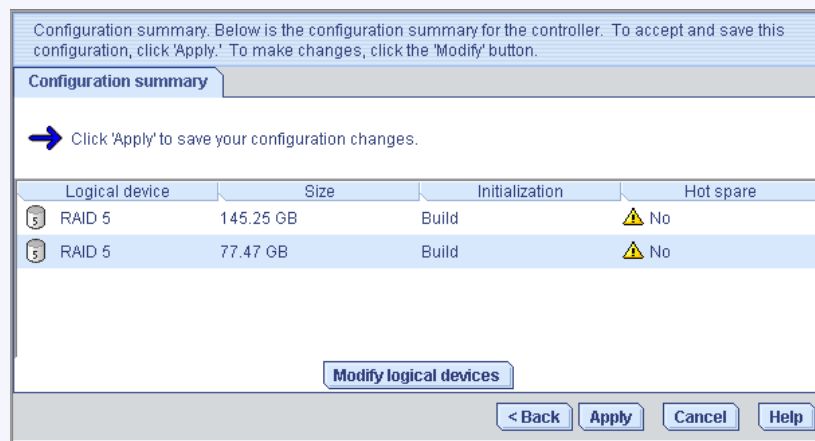 Configuration summary. Below is the configuration summary for the controller. To accept and save this
configuration, click 'Apply.' To make changes, click the 'Modify' button.
Configuration summary
Click 'Apply' to save your configuration changes.
Logical device Size Initialization Hot spare
5 RAID 5 145.25 GB Build No
5 RAID 5 77.47 GB Build No
Modify logical devices
< Back Apply Cancel Help